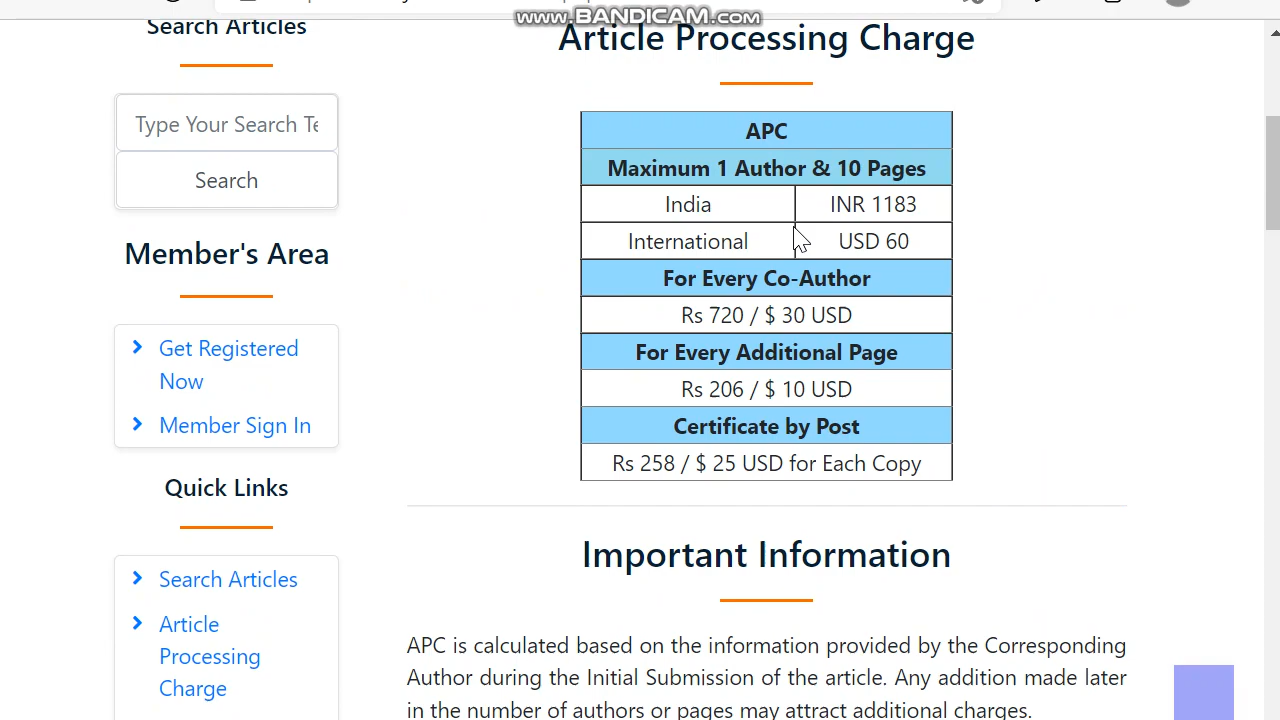 www.BANDICAM.com
Search Articles
Type Your Search Te
Search
Member's Area
Get Registered
Now
Member Sign In
Quick Links
Search Articles
Article
Processing
Charge
Article Processing Charge
APC
Maximum 1 Author & 10 Pages
India INR 1183
International USD 60
For Every Co-Author
Rs 720 / $ 30 USD
For Every Additional Page
Rs 206 / $ 10 USD
Certificate by Post
Rs 258 / $ 25 USD for Each Copy
Important Information
APC is calculated based on the information provided by the Corresponding
Author during the Initial Submission of the article. Any addition made later
in the number of authors or pages may attract additional charges.